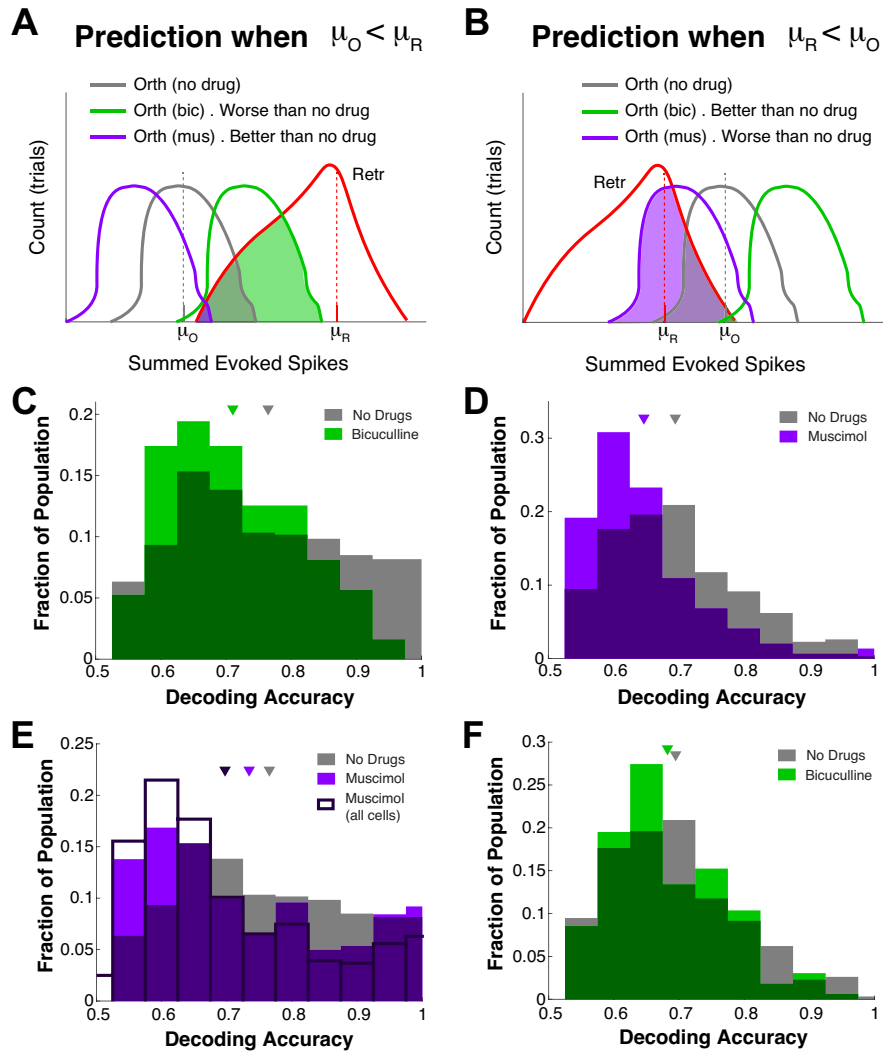 A
Prediction when μO < μR
Orth (no drug)
Orth (bic) . Worse than no drug
Orth (mus) . Better than no drug
Retr
Count (trials)
μO
μR
Summed Evoked Spikes
B
Prediction when μR < μO
Orth (no drug)
Orth (bic) . Better than no drug
Orth (mus) . Worse than no drug
Retr
Count (trials)
μR
μO
Summed Evoked Spikes
C
No Drugs
Bicuculline
Fraction of Population
0.2
0.15
0.1
0.05
0
0.5 0.6 0.7 0.8 0.9 1
Decoding Accuracy
D
No Drugs
Muscimol
Fraction of Population
0.3
0.2
0.1
0
0.5 0.6 0.7 0.8 0.9 1
Decoding Accuracy
E
No Drugs
Muscimol
Muscimol
(all cells)
Fraction of Population
0.25
0.2
0.15
0.1
0.05
0
0.5 0.6 0.7 0.8 0.9 1
Decoding Accuracy
F
No Drugs
Bicuculline
Fraction of Population
0.3
0.25
0.2
0.15
0.1
0.05
0
0.5 0.6 0.7 0.8 0.9 1
Decoding Accuracy